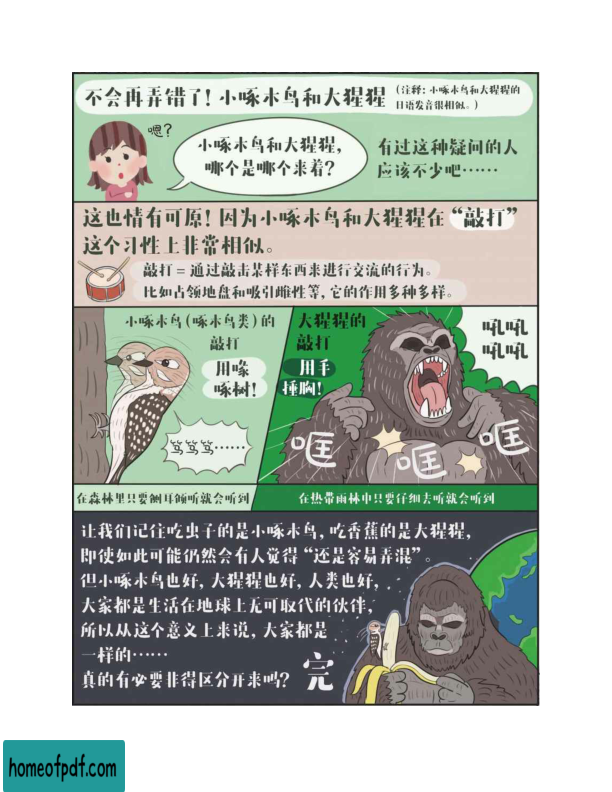 不会再弄错了！小啄木鸟和大猩猩
（注释：小啄木鸟和大猩猩的
日语发音很相似。）
嗯？
小啄木鸟和大猩猩，
哪个是哪个来着？
有过这种疑问的人
应该不少吧……
这也情有可原！因为小啄木鸟和大猩猩在“敲打”
这个习性上非常相似。
敲打＝通过敲击某样东西来进行交流的行为。
比如占领地盘和吸引雌性等，它的作用多种多样。
小啄木鸟（啄木鸟类）的
敲打
用喙
啄树！
笃笃笃……
在森林里只要侧耳倾听就会听到
大猩猩的
敲打
用手
捶胸！
吼吼
吼吼
哐
哐
哐
在热带雨林中只要仔细去听就会听到
让我们记住吃虫子的是小啄木鸟，吃香蕉的是大猩猩，
即使如此可能仍然会有人觉得“还是容易弄混”。
但小啄木鸟也好，大猩猩也好，人类也好，
大家都是生活在地球上无可取代的伙伴，
所以从这个意义上来说，大家都是
一样的……
真的有必要非得区分开来吗？
完
homeofpdf.com